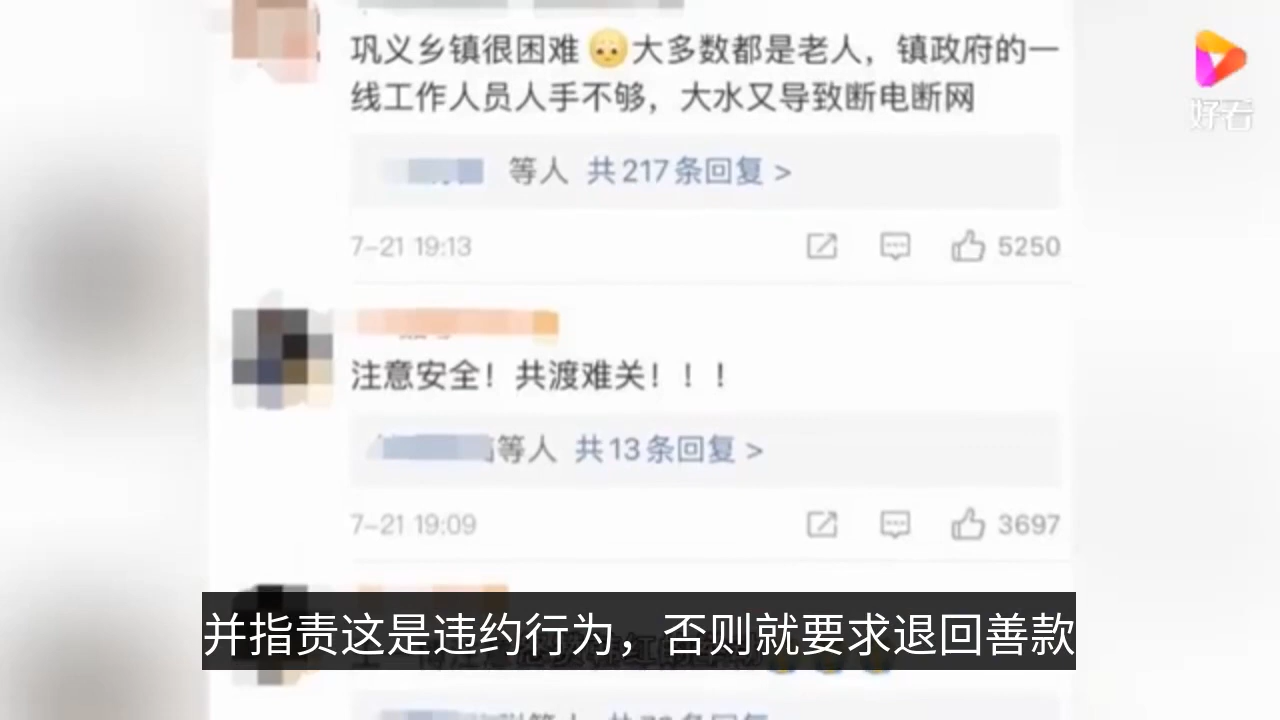 巩义乡镇很困难🥺大多数都是老人，镇政府的一
线工作人员人手不够，大水又导致断电断网
好看
等人 共217条回复 >
7-21 19:13
5250
注意安全！共渡难关！！！
等人 共13条回复 >
7-21 19:09
3697
并指责这是违约行为，否则就要求退回善款